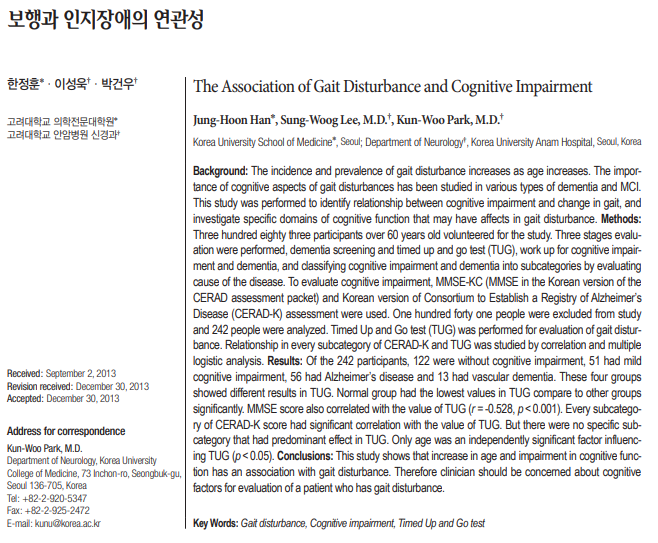 보행과 인지장애의 연관성
한정훈* · 이성욱† · 박건우†
고려대학교 의학전문대학원*
고려대학교 안암병원 신경과†
Received: September 2, 2013
Revision received: December 30, 2013
Accepted: December 30, 2013
Address for correspondence
Kun-Woo Park, M.D.
Department of Neurology, Korea University
College of Medicine, 73 Inchon-ro, Seongbuk-gu,
Seoul 136-705, Korea
Tel: +82-2-920-5347
Fax: +82-2-925-2472
E-mail: kunu@korea.ac.kr
The Association of Gait Disturbance and Cognitive Impairment
Jung-Hoon Han*, Sung-Woog Lee, M.D.†, Kun-Woo Park, M.D.†
Korea University School of Medicine*, Seoul; Department of Neurology†, Korea University Anam Hospital, Seoul, Korea
Background: The incidence and prevalence of gait disturbance increases as age increases. The impor-
tance of cognitive aspects of gait disturbances has been studied in various types of dementia and MCI.
This study was performed to identify relationship between cognitive impairment and change in gait, and
investigate specific domains of cognitive function that may have affects in gait disturbance. Methods:
Three hundred eighty three participants over 60 years old volunteered for the study. Three stages evalu-
ation were performed, dementia screening and timed up and go test (TUG), work up for cognitive impair-
ment and dementia, and classifying cognitive impairment and dementia into subcategories by evaluating
cause of the disease. To evaluate cognitive impairment, MMSE-KC (MMSE in the Korean version of the
CERAD assessment packet) and Korean version of Consortium to Establish a Registry of Alzheimer's
Disease (CERAD-K) assessment were used. One hundred forty one people were excluded from study
and 242 people were analyzed. Timed Up and Go test (TUG) was performed for evaluation of gait distur-
bance. Relationship in every subcategory of CERAD-K and TUG was studied by correlation and multiple
logistic analysis. Results: Of the 242 participants, 122 were without cognitive impairment, 51 had mild
cognitive impairment, 56 had Alzheimer's disease and 13 had vascular dementia. These four groups
showed different results in TUG. Normal group had the lowest values in TUG compare to other groups
significantly. MMSE score also correlated with the value of TUG (r = -0.528, p < 0.001). Every subcatego-
ry of CERAD-K score had significant correlation with the value of TUG. But there were no specific sub-
category that had predominant effect in TUG. Only age was an independently significant factor influenc-
ing TUG (p < 0.05). Conclusions: This study shows that increase in age and impairment in cognitive func-
tion has an association with gait disturbance. Therefore clinician should be concerned about cognitive
factors for evaluation of a patient who has gait disturbance.
Key Words: Gait disturbance, Cognitive impairment, Timed Up and Go test